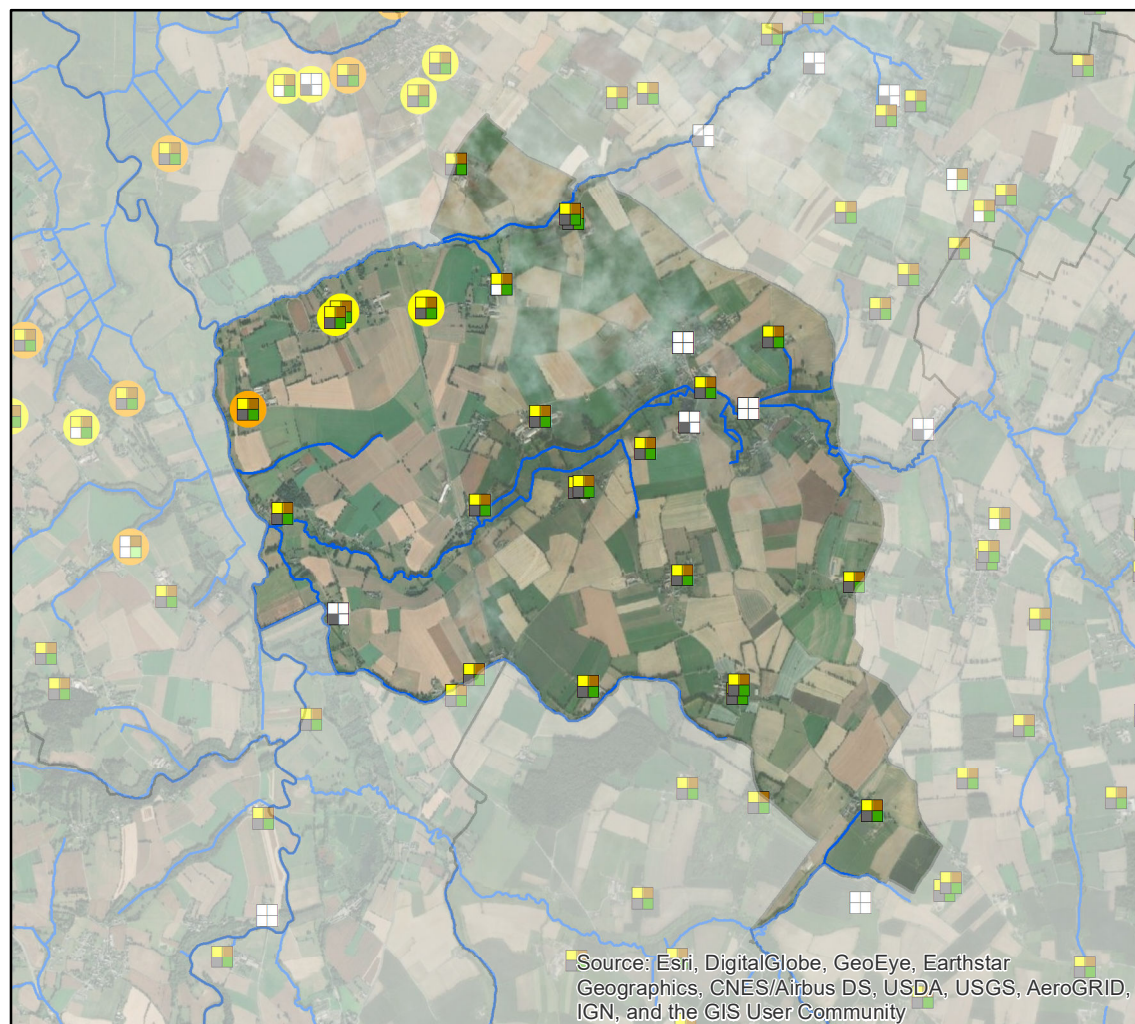 Source: Esri, DigitalGlobe, GeoEye, Earthstar
Geographics, CNES/Airbus DS, USDA, USGS, AeroGRID,
IGN, and the GIS User Community